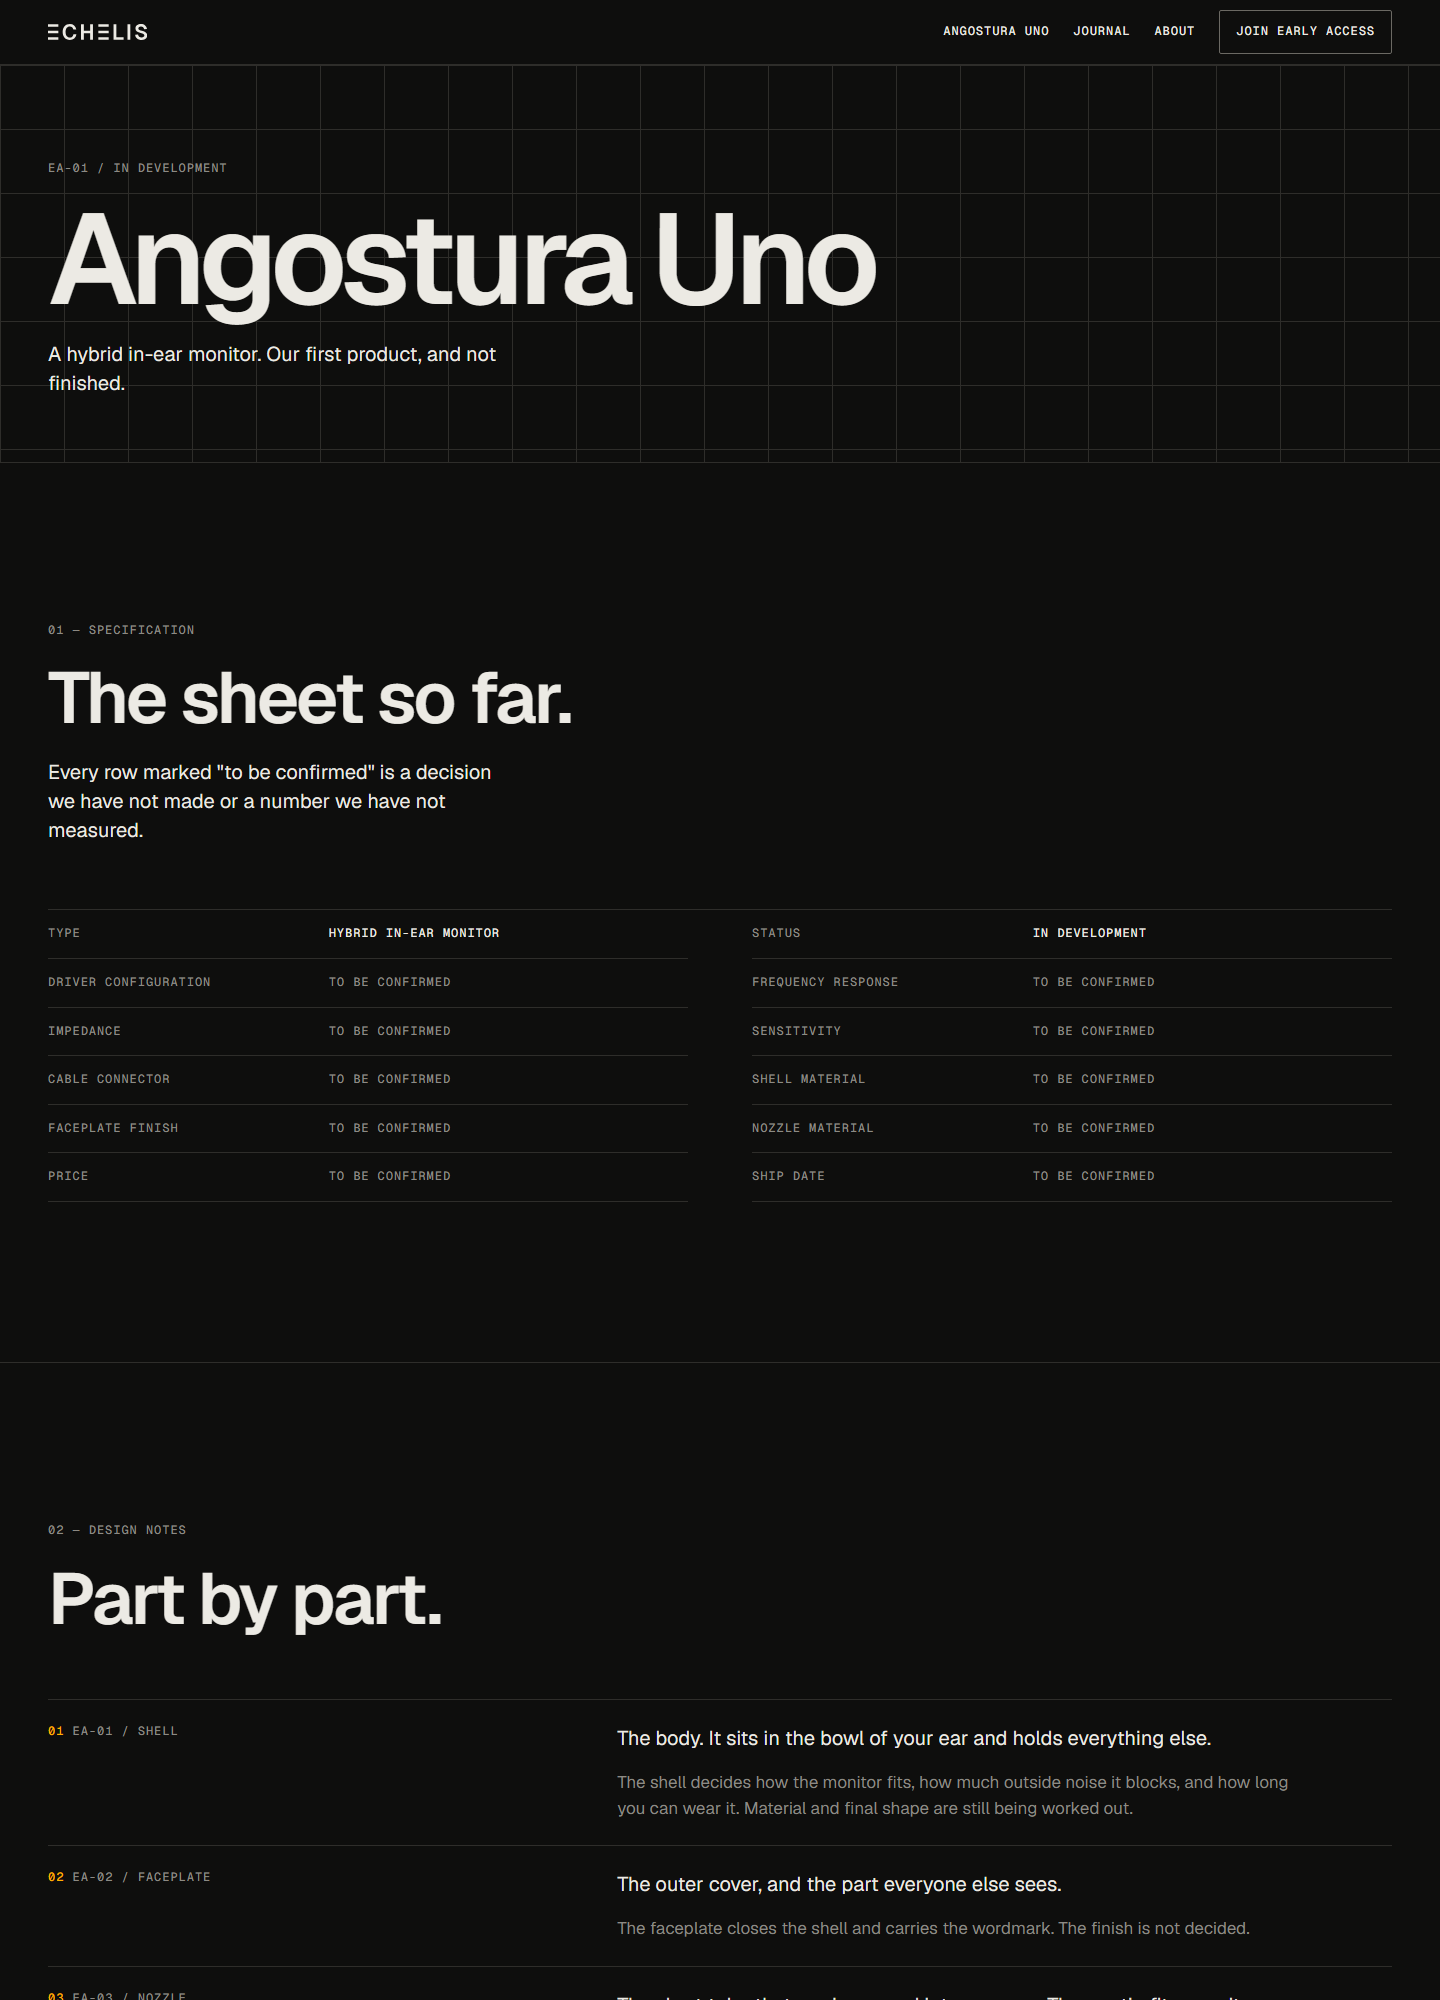 ECHELIS
ANGOSTURA UNO
JOURNAL
ABOUT
JOIN EARLY ACCESS
EA-01 / IN DEVELOPMENT
Angostura Uno
A hybrid in-ear monitor. Our first product, and not
finished.
01 — SPECIFICATION
The sheet so far.
Every row marked "to be confirmed" is a decision
we have not made or a number we have not
measured.
TYPE HYBRID IN-EAR MONITOR
STATUS IN DEVELOPMENT
DRIVER CONFIGURATION TO BE CONFIRMED
FREQUENCY RESPONSE TO BE CONFIRMED
IMPEDANCE TO BE CONFIRMED
SENSITIVITY TO BE CONFIRMED
CABLE CONNECTOR TO BE CONFIRMED
SHELL MATERIAL TO BE CONFIRMED
FACEPLATE FINISH TO BE CONFIRMED
NOZZLE MATERIAL TO BE CONFIRMED
PRICE TO BE CONFIRMED
SHIP DATE TO BE CONFIRMED
02 — DESIGN NOTES
Part by part.
01 EA-01 / SHELL
The body. It sits in the bowl of your ear and holds everything else.
The shell decides how the monitor fits, how much outside noise it blocks, and how long
you can wear it. Material and final shape are still being worked out.
02 EA-02 / FACEPLATE
The outer cover, and the part everyone else sees.
The faceplate closes the shell and carries the wordmark. The finish is not decided.
03 EA-03 / NOZZLE